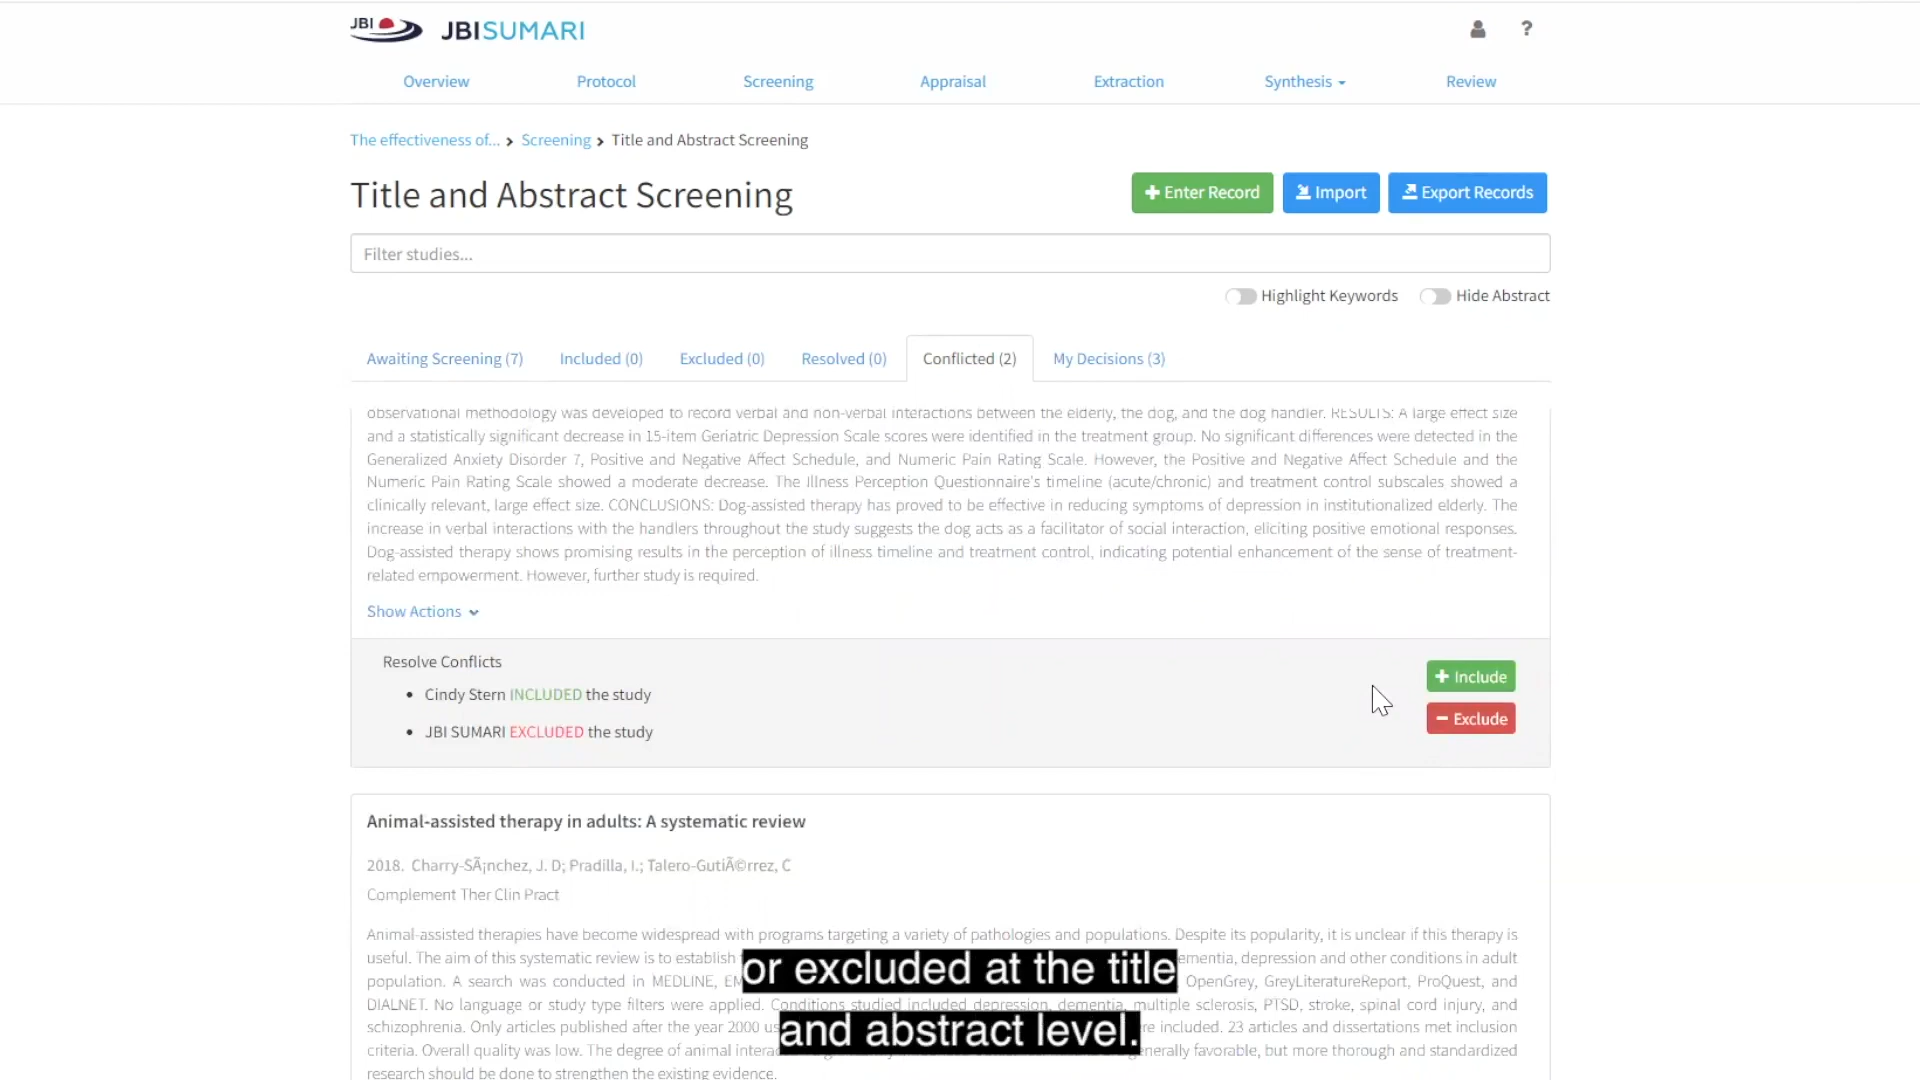 JBI JBISUMARI ?
Overview Protocol Screening Appraisal Extraction Synthesis Review
The effectiveness of... > Screening > Title and Abstract Screening
Title and Abstract Screening + Enter Record Import Export Records
Filter studies...
Highlight Keywords Hide Abstract
Awaiting Screening (7) Included (0) Excluded (0) Resolved (0) Conflicted (2) My Decisions (3)
observational methodology was developed to record verbal and non-verbal interactions between the elderly, the dog, and the dog handler. RESULTS: A large effect size
and a statistically significant decrease in 15-item Geriatric Depression Scale scores were identified in the treatment group. No significant differences were detected in the
Generalized Anxiety Disorder 7, Positive and Negative Affect Schedule, and Numeric Pain Rating Scale. However, the Positive and Negative Affect Schedule and the
Numeric Pain Rating Scale showed a moderate decrease. The Illness Perception Questionnaire's timeline (acute/chronic) and treatment control subscales showed a
clinically relevant, large effect size. CONCLUSIONS: Dog-assisted therapy has proved to be effective in reducing symptoms of depression in institutionalized elderly. The
increase in verbal interactions with the handlers throughout the study suggests the dog acts as a facilitator of social interaction, eliciting positive emotional responses.
Dog-assisted therapy shows promising results in the perception of illness timeline and treatment control, indicating potential enhancement of the sense of treatment-
related empowerment. However, further study is required.
Show Actions
Resolve Conflicts
• Cindy Stern INCLUDED the study
+ Include
• JBI SUMARI EXCLUDED the study
− Exclude
Animal-assisted therapy in adults: A systematic review
2018. Charry-SÃ¡nchez, J. D; Pradilla, I.; Talero-GutiÃ©rrez, C
Complement Ther Clin Pract
Animal-assisted therapies have become widespread with programs targeting a variety of pathologies and populations. Despite its popularity, it is unclear if this therapy is
useful. The aim of this systematic review is to establish ementia, depression and other conditions in adult
population. A search was conducted in MEDLINE, EM OpenGrey, GreyLiteratureReport, ProQuest, and
DIALNET. No language or study type filters were applied. Conditions studied included depression, dementia, multiple sclerosis, PTSD, stroke, spinal cord injury, and
schizophrenia. Only articles published after the year 2000 us re included. 23 articles and dissertations met inclusion
criteria. Overall quality was low. The degree of animal interac generally favorable, but more thorough and standardized
research should be done to strengthen the existing evidence.
or excluded at the title
and abstract level.